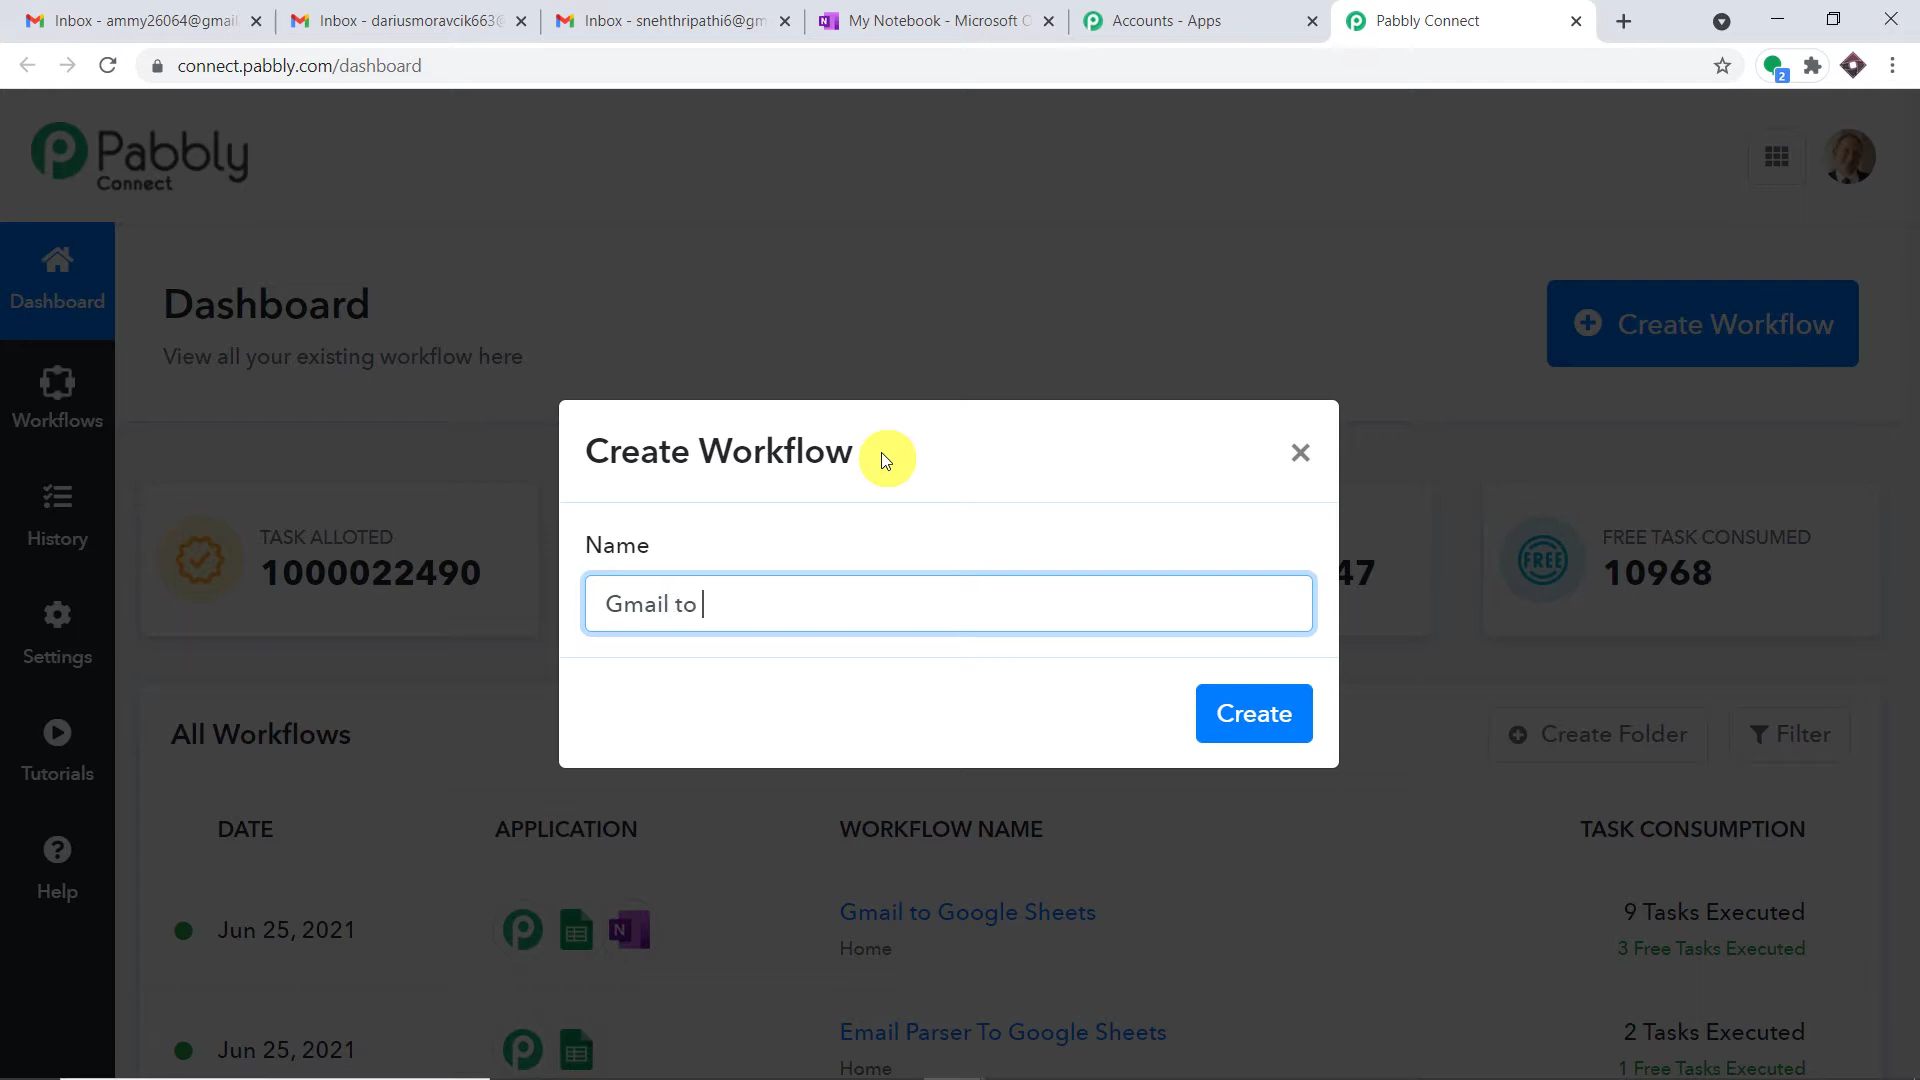 Inbox - ammy26064@gmail
Inbox - dariusmoravcik663@
Inbox - snehthripathi6@gm
My Notebook - Microsoft O
Accounts - Apps
Pabbly Connect
connect.pabbly.com/dashboard
2
Pabbly
Connect
Dashboard
Workflows
History
Settings
Tutorials
Help
Dashboard
View all your existing workflow here
Create Workflow
Create Workflow
Name
Gmail to
Create
TASK ALLOTED
1000022490
47
FREE
FREE TASK CONSUMED
10968
All Workflows
Create Folder
Filter
DATE
APPLICATION
WORKFLOW NAME
TASK CONSUMPTION
Jun 25, 2021
N
Gmail to Google Sheets
Home
9 Tasks Executed
3 Free Tasks Executed
Jun 25, 2021
Email Parser To Google Sheets
Home
2 Tasks Executed
1 Free Tasks Executed